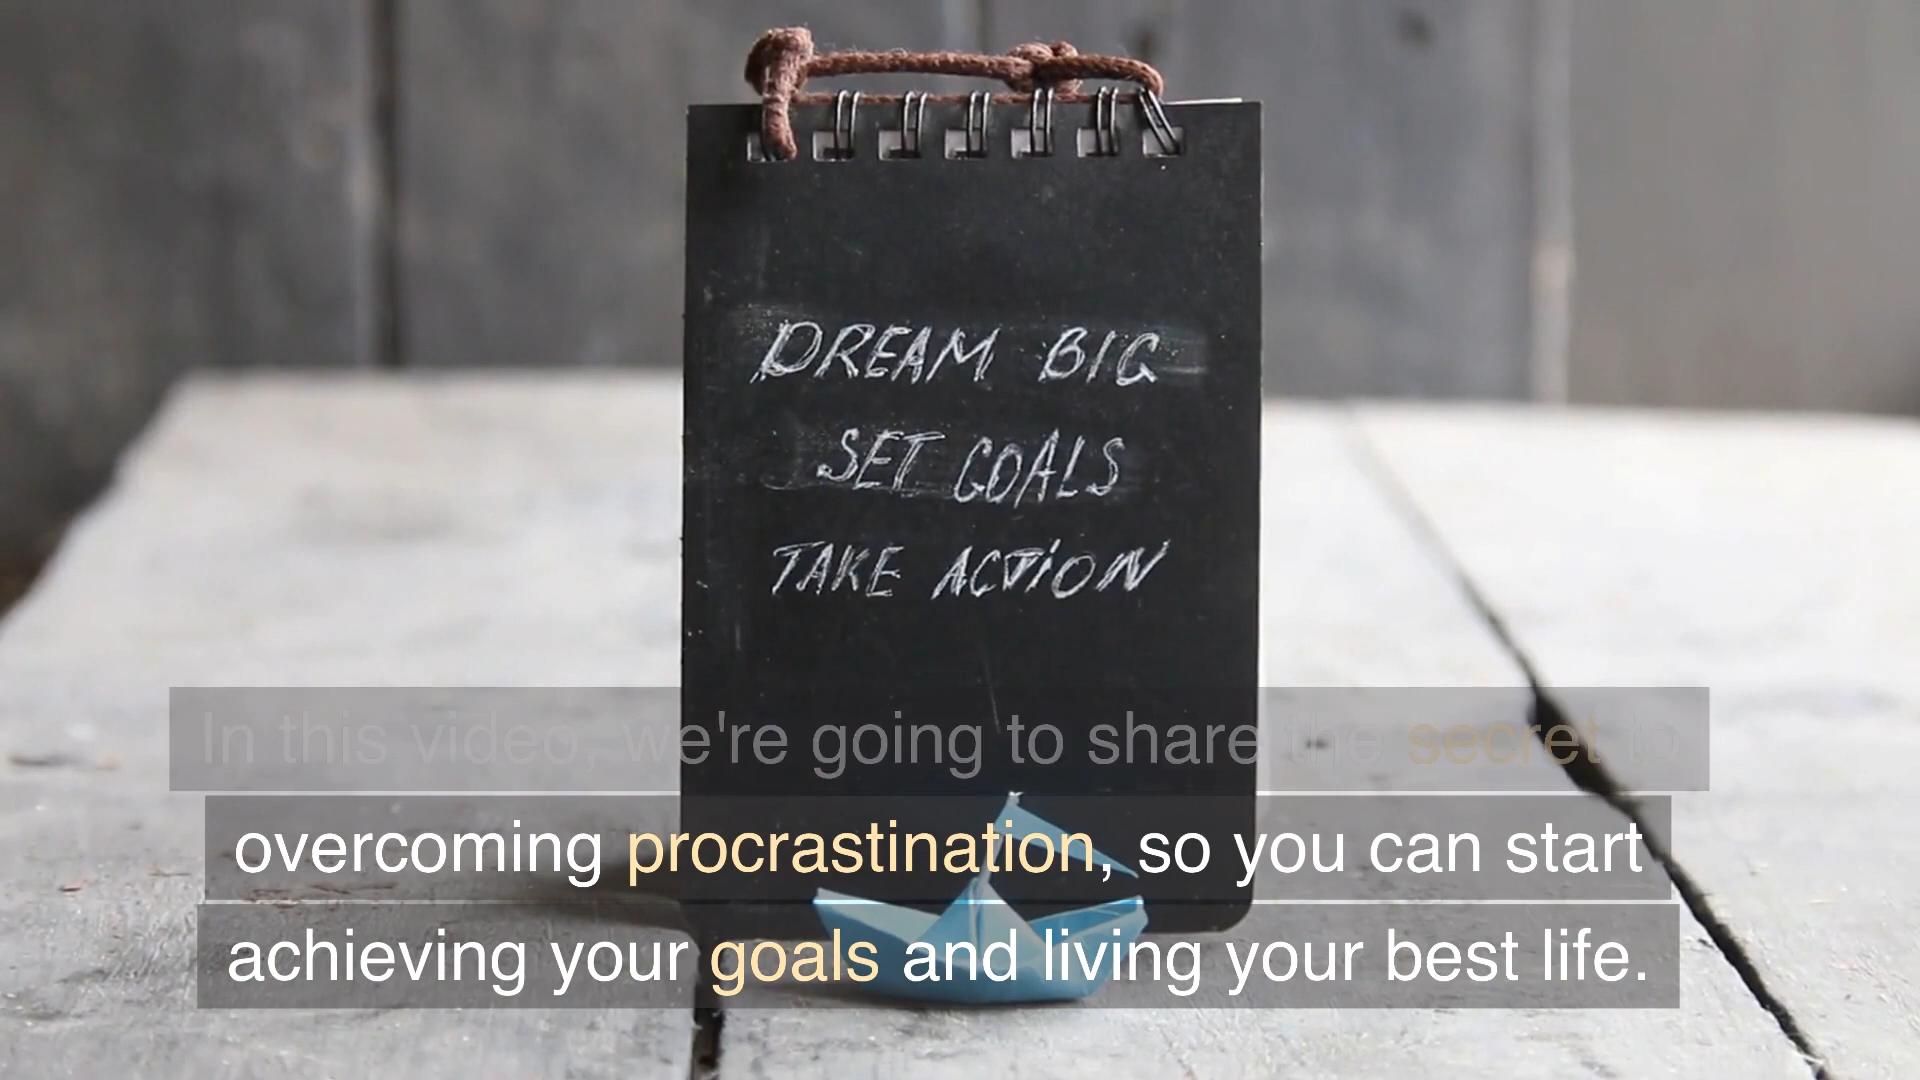 DREAM BIG
SET GOALS
TAKE ACTION
In this video, we're going to share the secret to
overcoming procrastination, so you can start
achieving your goals and living your best life.